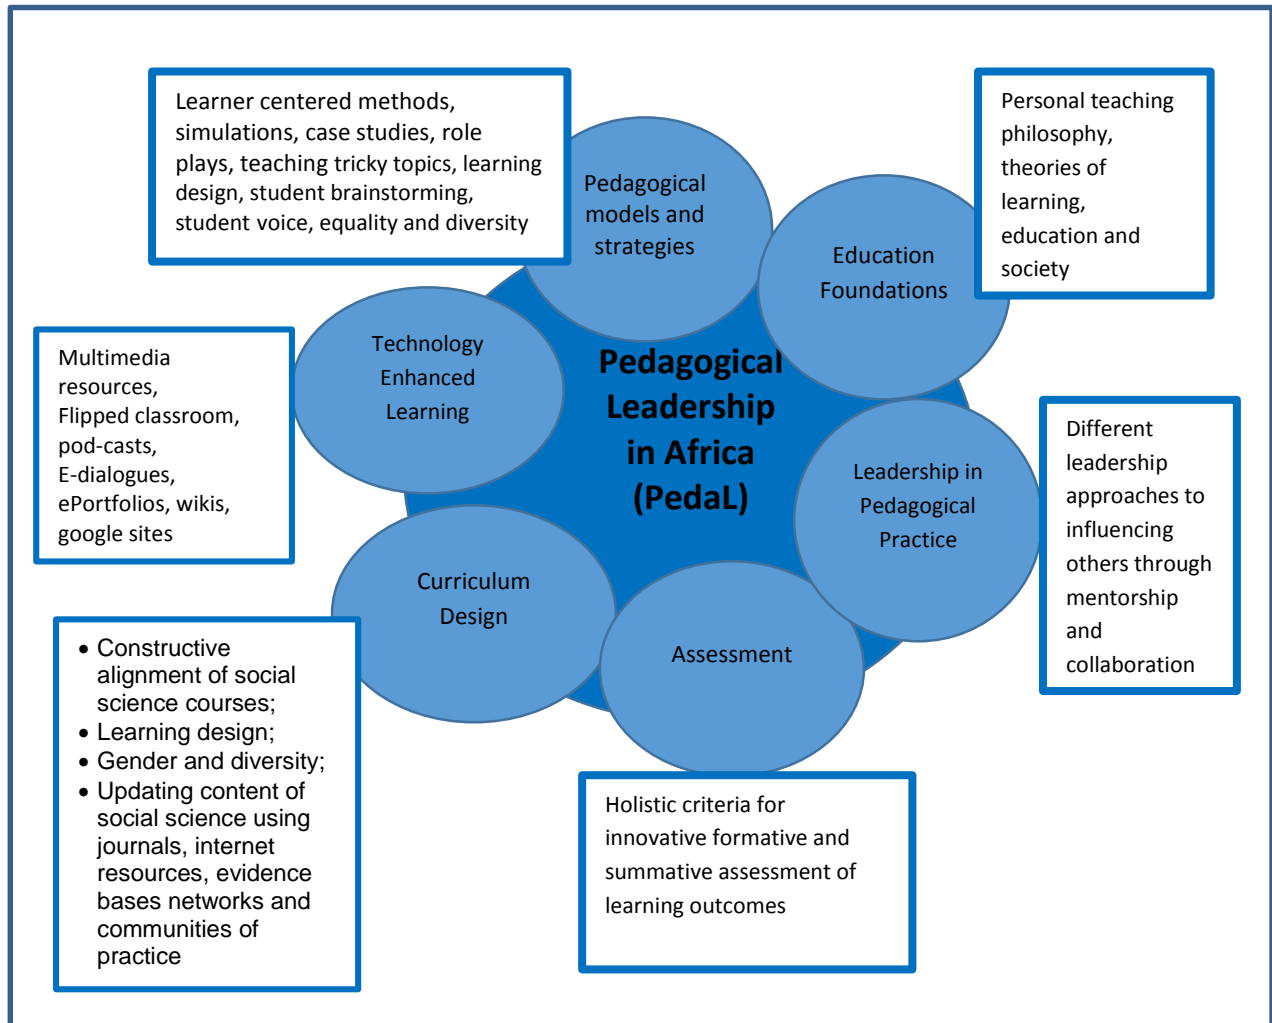 Learner centered methods,
simulations, case studies, role
plays, teaching tricky topics, learning
design, student brainstorming,
student voice, equality and diversity
Pedagogical
models and
strategies
Education
Foundations
Personal teaching
philosophy,
theories of
learning,
education and
society
Multimedia
resources,
Flipped classroom,
pod-casts,
E-dialogues,
ePortfolios, wikis,
google sites
Technology
Enhanced
Learning
Pedagogical
Leadership
in Africa
(PedaL)
Leadership in
Pedagogical
Practice
Different
leadership
approaches to
influencing
others through
mentorship
and
collaboration
Curriculum
Design
Assessment
• Constructive
alignment of social
science courses;
• Learning design;
• Gender and diversity;
• Updating content of
social science using
journals, internet
resources, evidence
bases networks and
communities of
practice
Holistic criteria for
innovative formative and
summative assessment of
learning outcomes